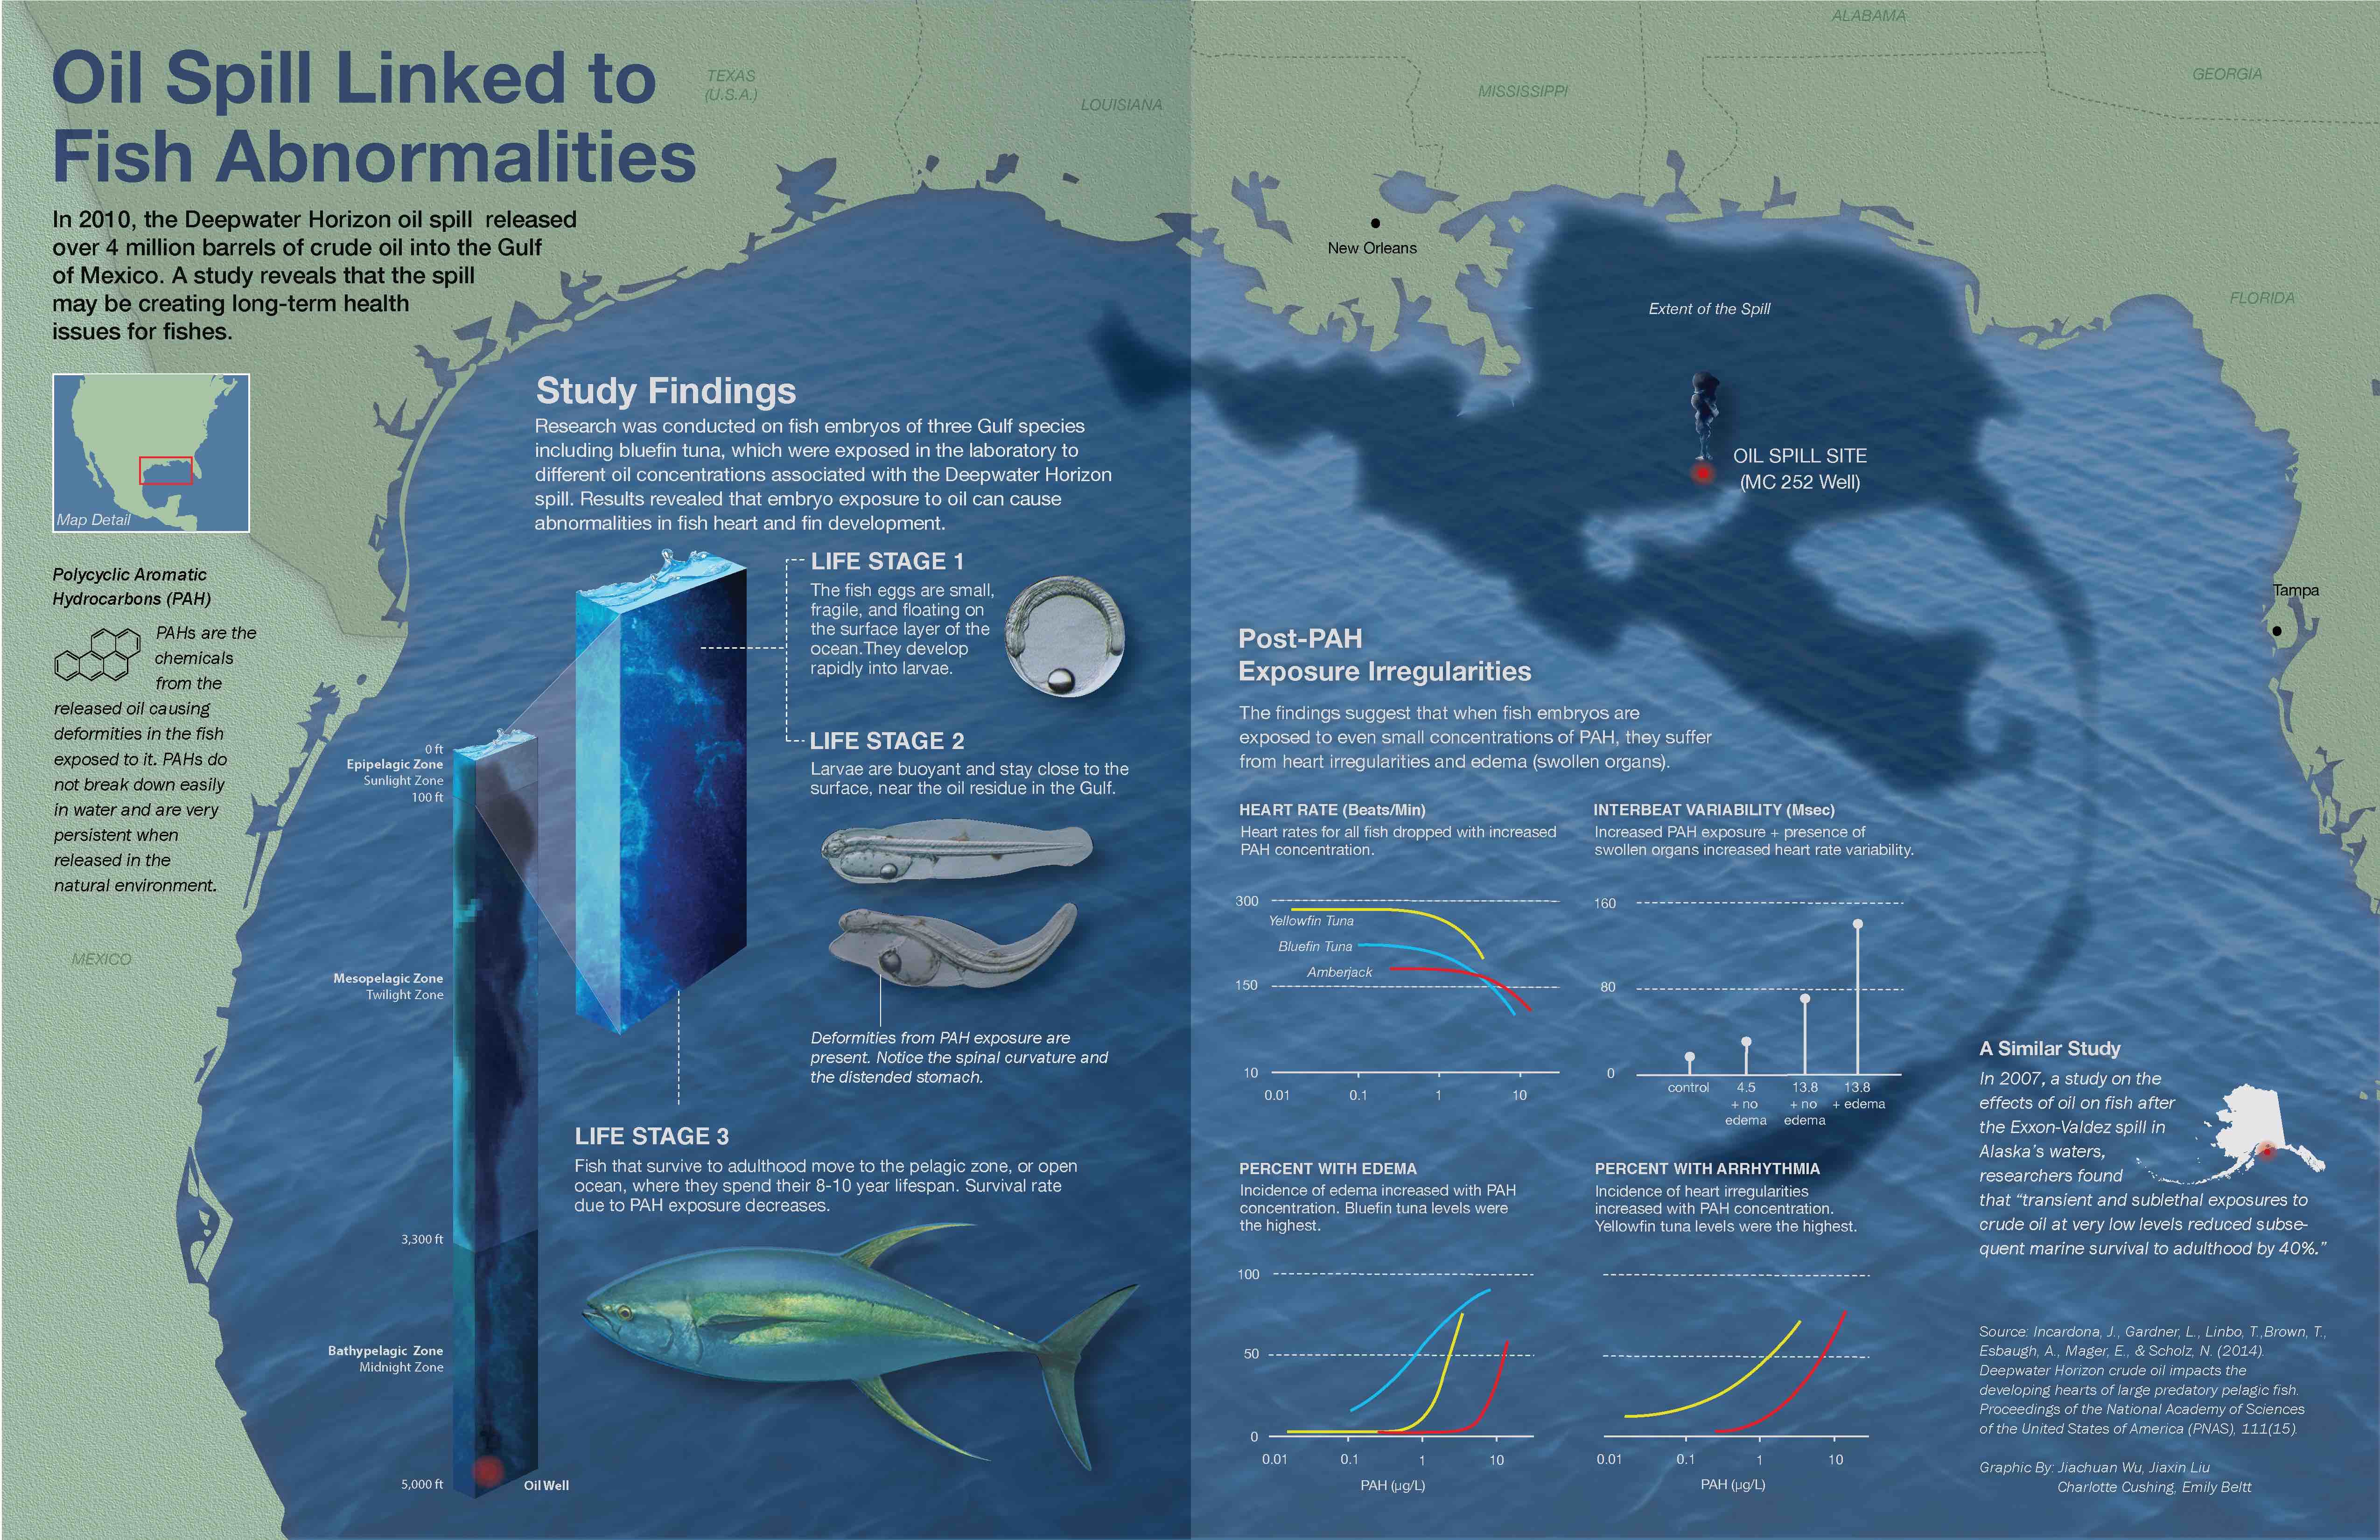 Oil Spill Linked to
Fish Abnormalities
In 2010, the Deepwater Horizon oil spill released
over 4 million barrels of crude oil into the Gulf
of Mexico. A study reveals that the spill
may be creating long-term health
issues for fishes.
TEXAS
(U.S.A.)
LOUISIANA
MISSISSIPPI
ALABAMA
GEORGIA
FLORIDA
New Orleans
Extent of the Spill
OIL SPILL SITE
(MC 252 Well)
Tampa
MEXICO
Map Detail
Polycyclic Aromatic
Hydrocarbons (PAH)
PAHs are the
chemicals
from the
released oil causing
deformities in the fish
exposed to it. PAHs do
not break down easily
in water and are very
persistent when
released in the
natural environment.
Study Findings
Research was conducted on fish embryos of three Gulf species
including bluefin tuna, which were exposed in the laboratory to
different oil concentrations associated with the Deepwater Horizon
spill. Results revealed that embryo exposure to oil can cause
abnormalities in fish heart and fin development.
LIFE STAGE 1
The fish eggs are small,
fragile, and floating on
the surface layer of the
ocean.They develop
rapidly into larvae.
LIFE STAGE 2
Larvae are buoyant and stay close to the
surface, near the oil residue in the Gulf.
Deformities from PAH exposure are
present. Notice the spinal curvature and
the distended stomach.
LIFE STAGE 3
Fish that survive to adulthood move to the pelagic zone, or open
ocean, where they spend their 8-10 year lifespan. Survival rate
due to PAH exposure decreases.
0 ft
Epipelagic Zone
Sunlight Zone
100 ft
Mesopelagic Zone
Twilight Zone
3,300 ft
Bathypelagic Zone
Midnight Zone
5,000 ft
Oil Well
Post-PAH
Exposure Irregularities
The findings suggest that when fish embryos are
exposed to even small concentrations of PAH, they suffer
from heart irregularities and edema (swollen organs).
HEART RATE (Beats/Min)
Heart rates for all fish dropped with increased
PAH concentration.
300
Yellowfin Tuna
Bluefin Tuna
Amberjack
150
10
0.01 0.1 1 10
INTERBEAT VARIABILITY (Msec)
Increased PAH exposure + presence of
swollen organs increased heart rate variability.
160
80
0
control 4.5 13.8 13.8
+ no + no + edema
edema edema
PERCENT WITH EDEMA
Incidence of edema increased with PAH
concentration. Bluefin tuna levels were
the highest.
100
50
0
0.01 0.1 1 10
PAH (µg/L)
PERCENT WITH ARRHYTHMIA
Incidence of heart irregularities
increased with PAH concentration.
Yellowfin tuna levels were the highest.
0.01 0.1 1 10
PAH (µg/L)
A Similar Study
In 2007, a study on the
effects of oil on fish after
the Exxon-Valdez spill in
Alaska's waters,
researchers found
that “transient and sublethal exposures to
crude oil at very low levels reduced subse-
quent marine survival to adulthood by 40%.”
Source: Incardona, J., Gardner, L., Linbo, T.,Brown, T.,
Esbaugh, A., Mager, E., & Scholz, N. (2014).
Deepwater Horizon crude oil impacts the
developing hearts of large predatory pelagic fish.
Proceedings of the National Academy of Sciences
of the United States of America (PNAS), 111(15).
Graphic By: Jiachuan Wu, Jiaxin Liu
Charlotte Cushing, Emily Beltt